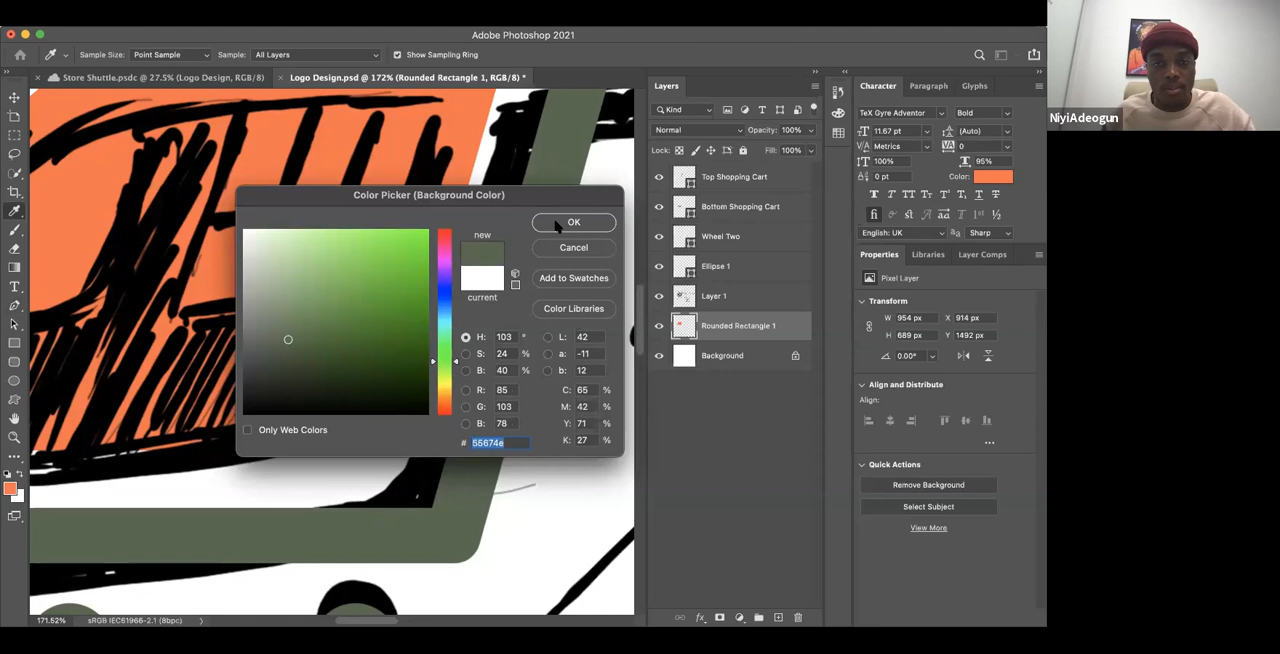 Adobe Photoshop 2021
Sample Size: Point Sample Sample: All Layers Show Sampling Ring
Store Shuttle.psdc @ 27.5% (Logo Design, RGB/8)
Logo Design.psd @ 172% (Rounded Rectangle 1, RGB/8) *
Color Picker (Background Color)
new
current
OK
Cancel
Add to Swatches
Color Libraries
H: 103 °
S: 24 %
B: 40 %
R: 85
G: 103
B: 78
# 55674e
L: 42
a: -11
b: 12
C: 65 %
M: 42 %
Y: 71 %
K: 27 %
Only Web Colors
171.52% sRGB IEC61966-2.1 (8bpc)
Layers
Kind
Normal Opacity: 100%
Lock: Fill: 100%
Top Shopping Cart
Bottom Shopping Cart
Wheel Two
Ellipse 1
Layer 1
Rounded Rectangle 1
Background
Character Paragraph Glyphs
TeX Gyre Adventor Bold
11.67 pt (Auto)
Metrics 0
100% 95%
0 pt Color:
English: UK Sharp
Properties Libraries Layer Comps
Pixel Layer
Transform
W 954 px X 914 px
H 689 px Y 1492 px
0.00°
Align and Distribute
Align:
Quick Actions
Remove Background
Select Subject
View More
NiyiAdeogun